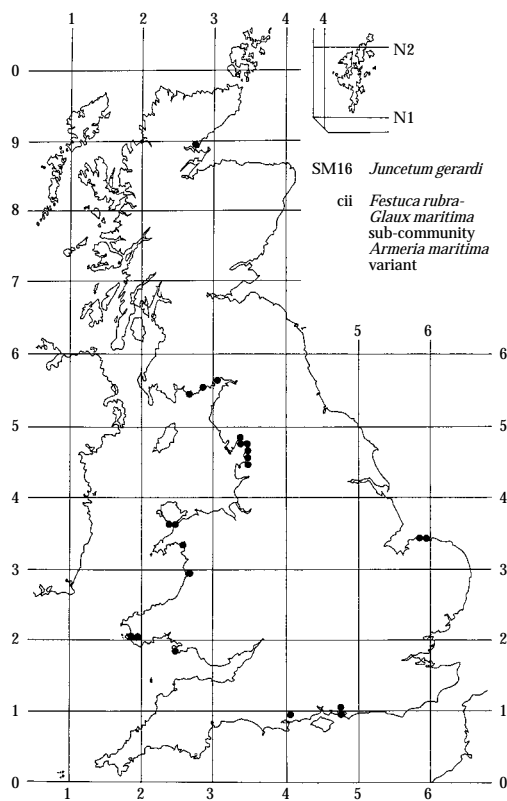 1 2 3 4 4
0
N2
9
N1
SM16 Juncetum gerardi
cii Festuca rubra-
Glaux maritima
sub-community
Armeria maritima
variant
8
7
5 6
6 6
5 5
4 4
3 3
2 2
1 1
0 0
1 2 3 4 5 6